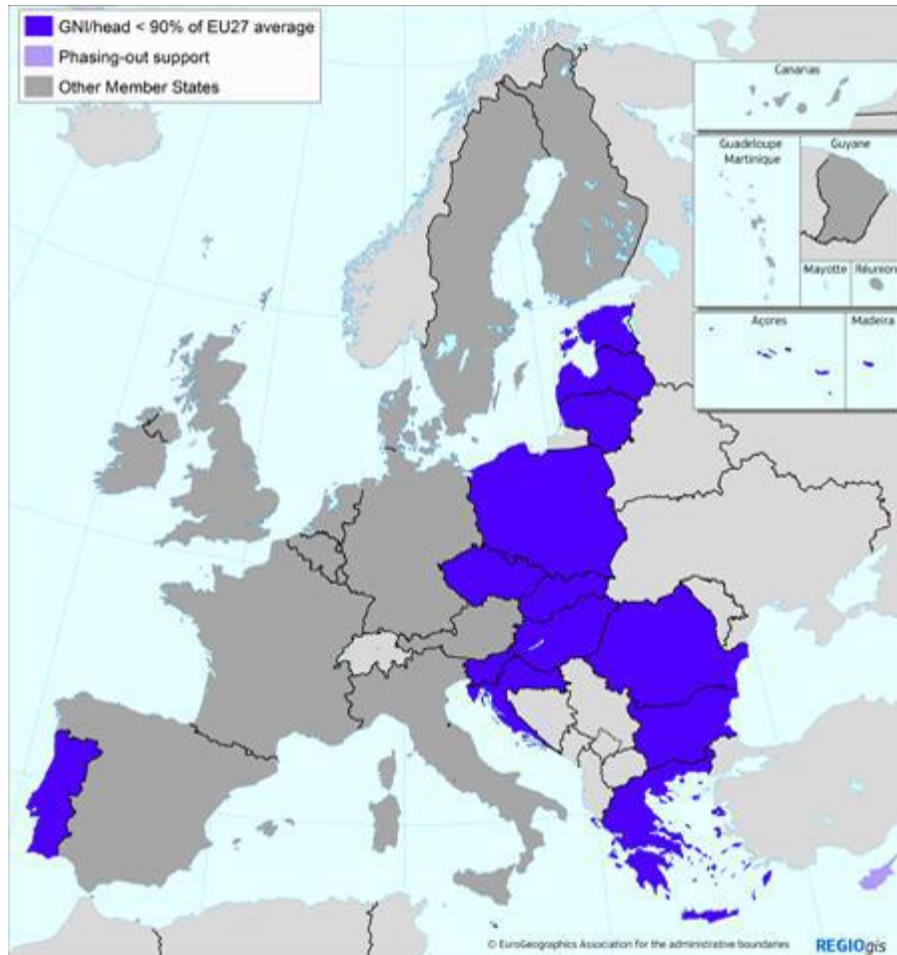 GNI/head < 90% of EU27 average
Phasing-out support
Other Member States
Canarias
Guadeloupe
Martinique
Guyane
Mayotte
Réunion
Açores
Madeira
© EuroGeographics Association for the administrative boundaries
REGIOgis